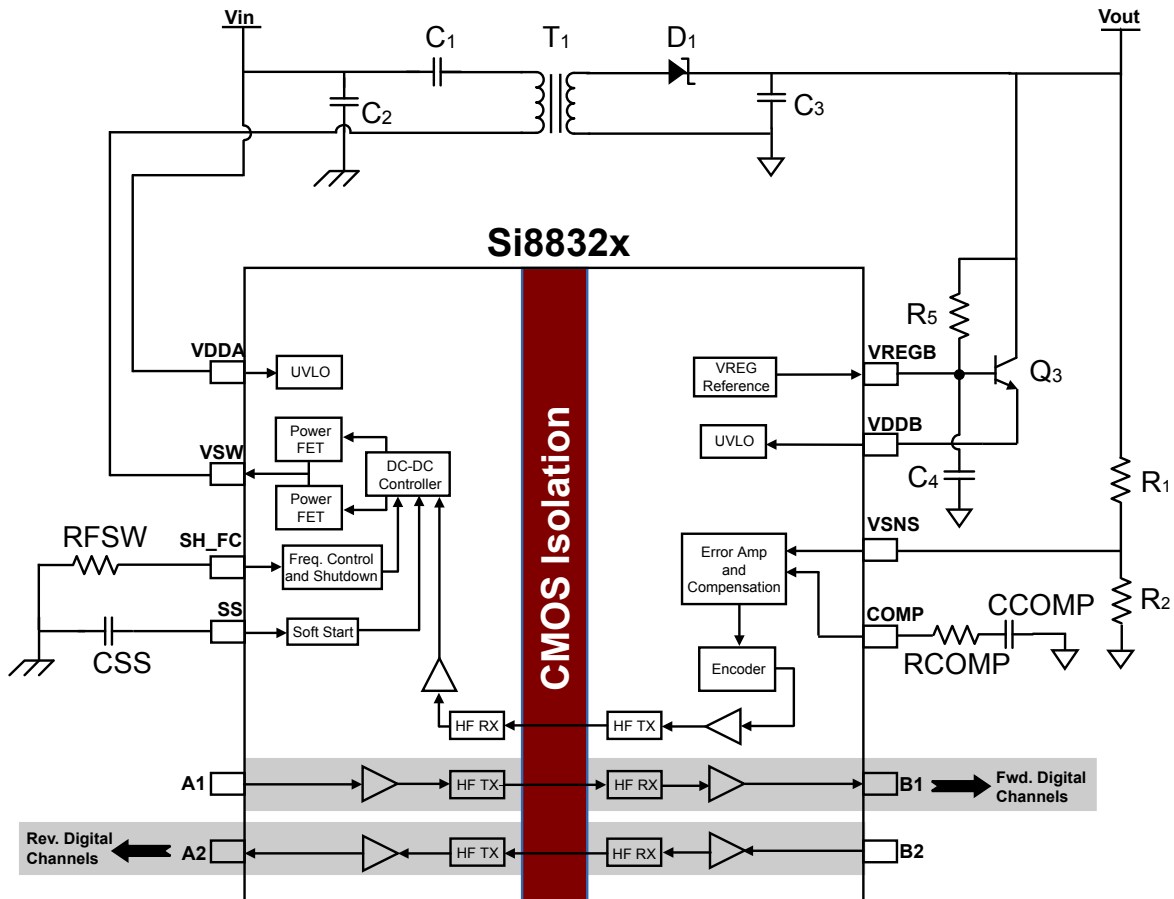 Vin
Vout
C1
T1
D1
C2
C3
Si8832x
CMOS Isolation
VDDA
UVLO
VREG
Reference
VREGB
R5
Q3
Power
FET
VSW
DC-DC
Controller
Power
FET
UVLO
VDDB
C4
R1
RFSW
SH_FC
Freq. Control
and Shutdown
Error Amp
and
Compensation
VSNS
SS
Soft Start
CSS
COMP
CCOMP
R2
RCOMP
Encoder
HF RX
HF TX
A1
HF TX
HF RX
B1
Fwd. Digital
Channels
Rev. Digital
Channels
A2
HF TX
HF RX
B2